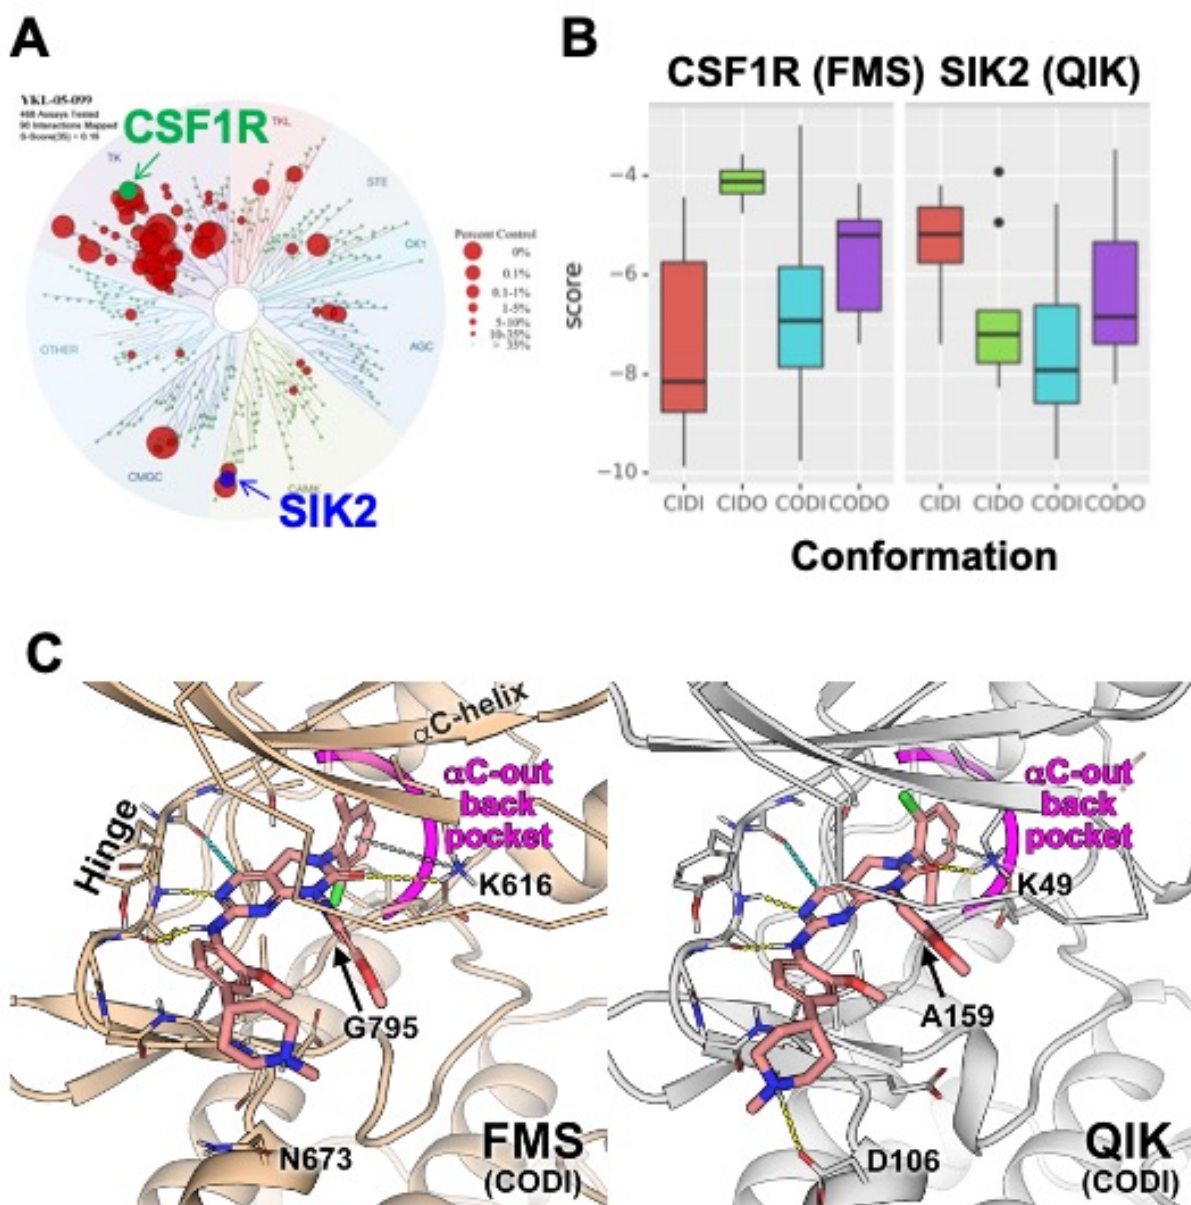 A
YKL-05-099
468 Assays Tested
90 Interactions Mapped
S-Score(35) = 0.16
CSF1R
TK
TKL
STE
CK1
AGC
CAMK
CMGC
OTHER
SIK2
Percent Control
0%
0.1%
0.1-1%
1-5%
5-10%
10-35%
> 35%
B
CSF1R (FMS) SIK2 (QIK)
score
−4
−6
−8
−10
CIDI CIDO CODI CODO CIDI CIDO CODI CODO
Conformation
C
αC-helix
αC-out
back
pocket
Hinge
K616
G795
N673
FMS
(CODI)
αC-out
back
pocket
K49
A159
D106
QIK
(CODI)